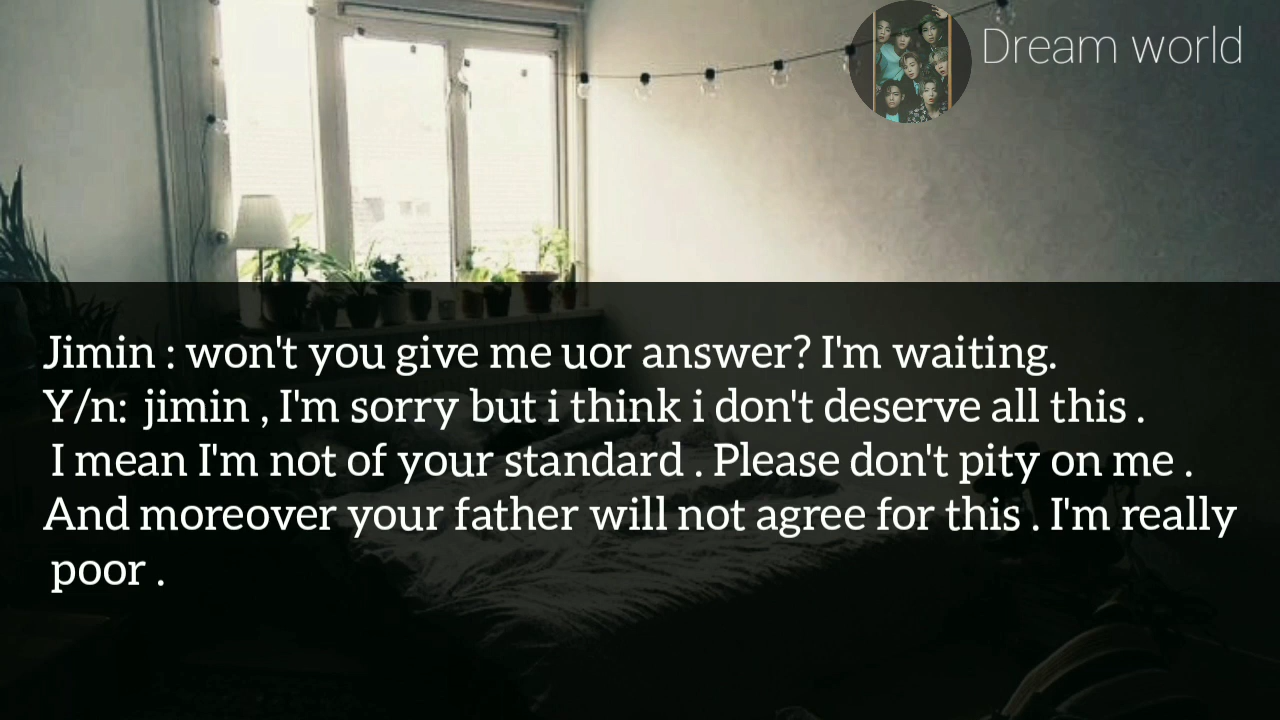 Dream world
Jimin : won't you give me uor answer? I'm waiting.
Y/n: jimin , I'm sorry but i think i don't deserve all this .
I mean I'm not of your standard . Please don't pity on me .
And moreover your father will not agree for this . I'm really
poor .